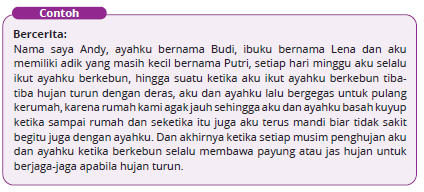 Contoh
Bercerita:
Nama saya Andy, ayahku bernama Budi, ibuku bernama Lena dan aku
memiliki adik yang masih kecil bernama Putri, setiap hari minggu aku selalu
ikut ayahku berkebun, hingga suatu ketika aku ikut ayahku berkebun tiba-
tiba hujan turun dengan deras, aku dan ayahku lalu bergegas untuk pulang
kerumah, karena rumah kami agak jauh sehingga aku dan ayahku basah kuyup
ketika sampai rumah dan seketika itu juga aku terus mandi biar tidak sakit
begitu juga dengan ayahku. Dan akhirnya ketika setiap musim penghujan aku
dan ayahku ketika berkebun selalu membawa payung atau jas hujan untuk
berjaga-jaga apabila hujan turun.